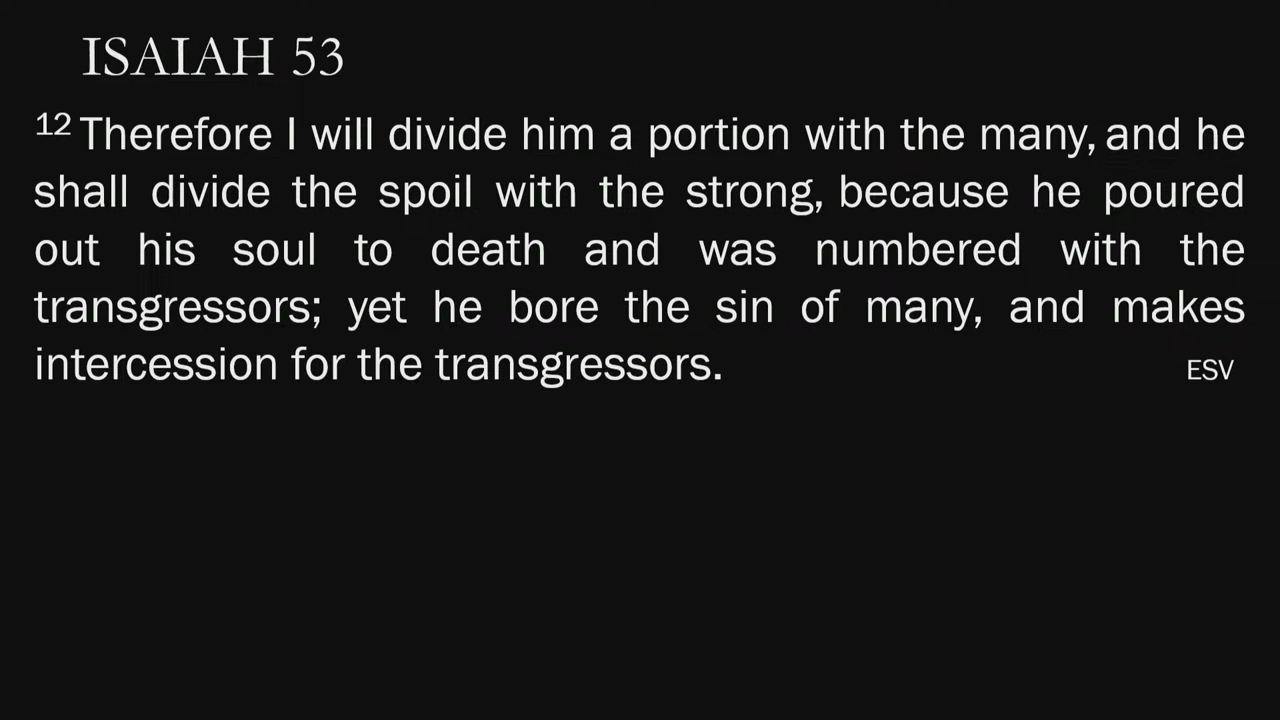 ISAIAH 53
12 Therefore I will divide him a portion with the many, and he
shall divide the spoil with the strong, because he poured
out his soul to death and was numbered with the
transgressors; yet he bore the sin of many, and makes
intercession for the transgressors. ESV